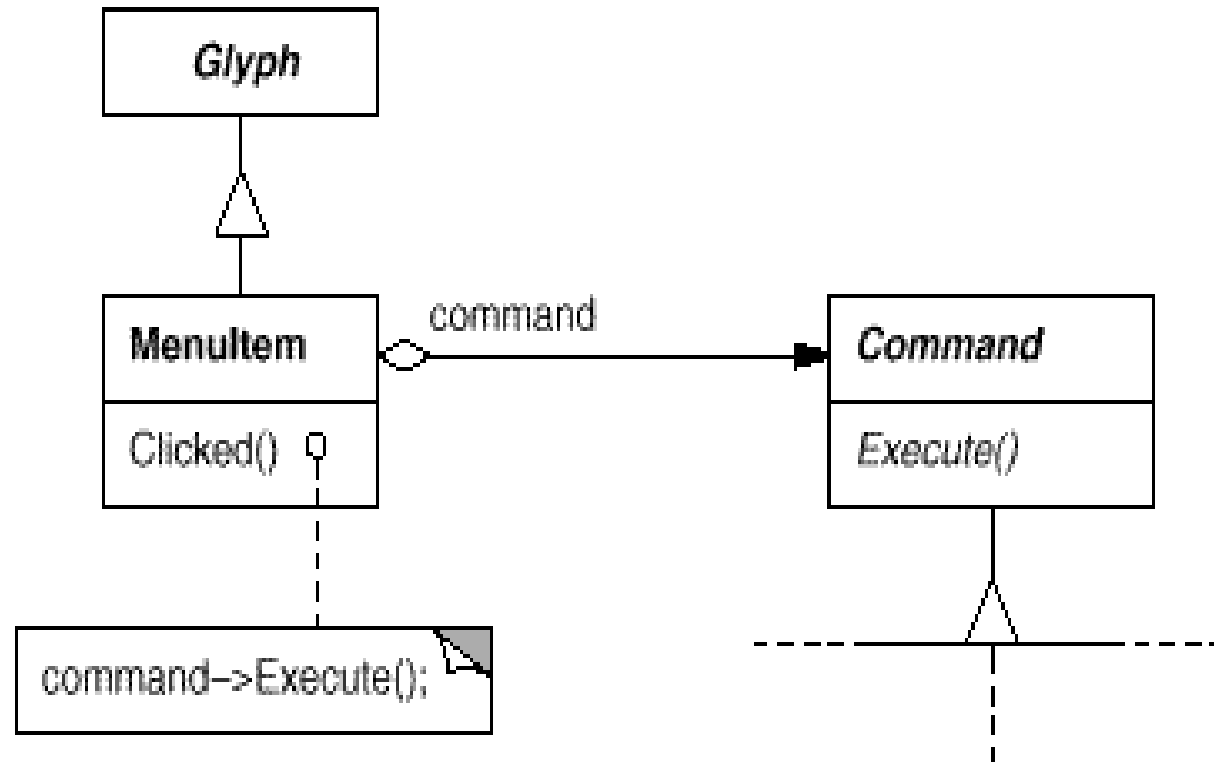 Glyph
command
MenuItem
Command
Clicked()
Execute()
command–>Execute();